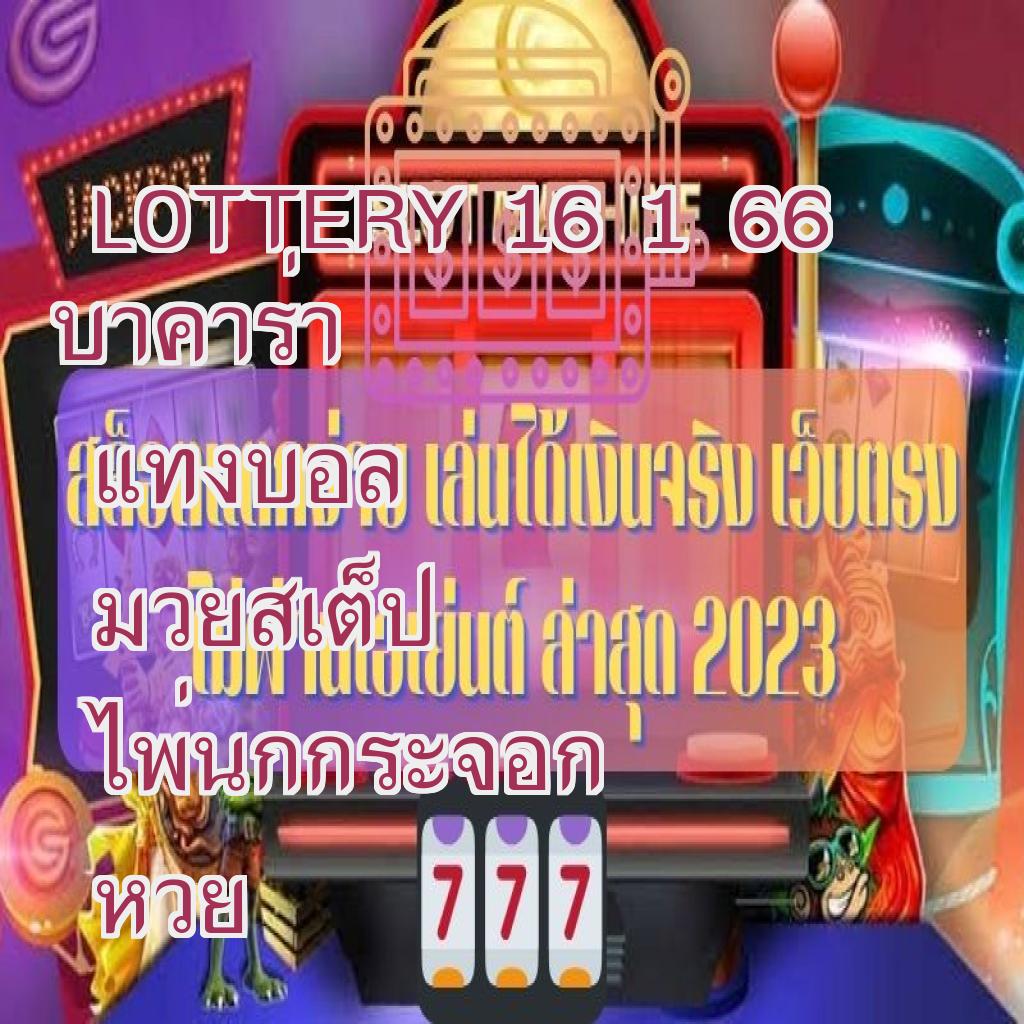 JACKPOT
LOTTERY 16 1 66
บาคาร่า
แทงบอล
เล่นได้เงินจริง เว็บตรง
มวยสเต็ป
ล่าสุด 2023
ไพ่นกกระจอก
777
หวย